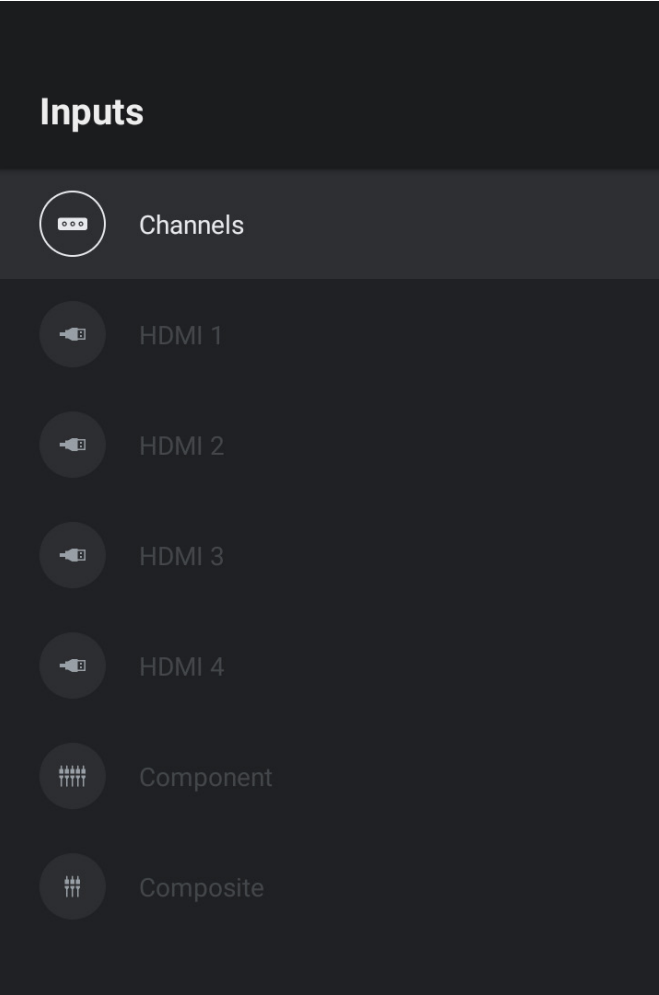 Inputs
Channels
HDMI 1
HDMI 2
HDMI 3
HDMI 4
Component
Composite